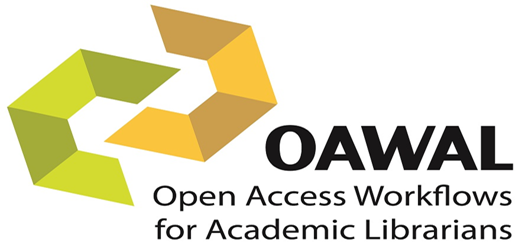 OAWAL
Open Access Workflows
for Academic Librarians